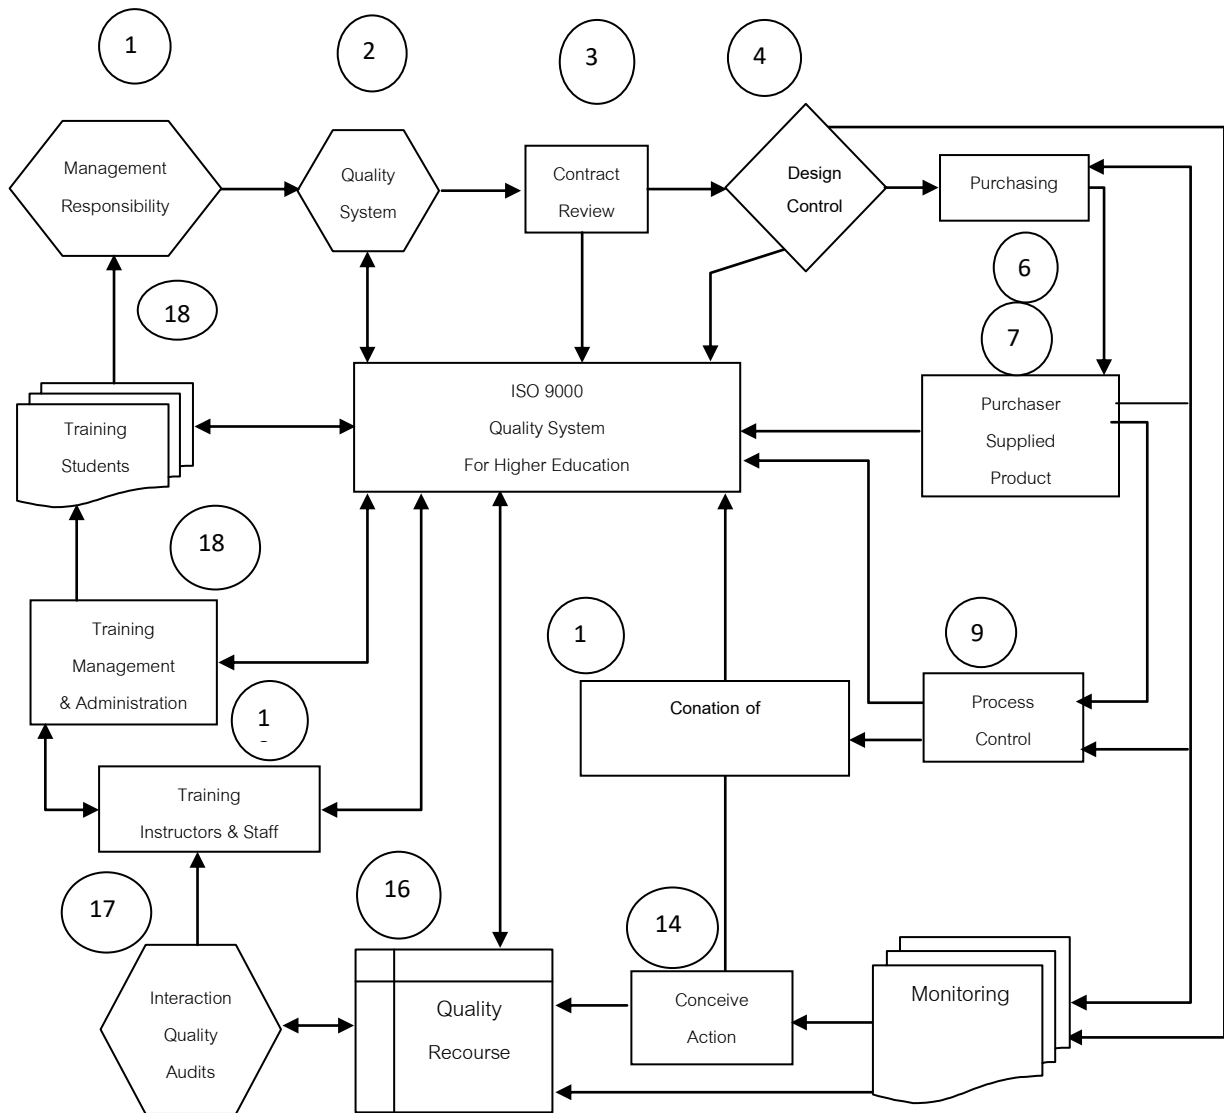 1
2
3
4
Management
Responsibility
Quality
System
Contract
Review
Design
Control
Purchasing
6
7
18
ISO 9000
Quality System
For Higher Education
Purchaser
Supplied
Product
Training
Students
18
Training
Management
& Administration
1
9
Conation of
Process
Control
1
Training
Instructors & Staff
17
16
14
Interaction
Quality
Audits
Quality
Recourse
Conceive
Action
Monitoring